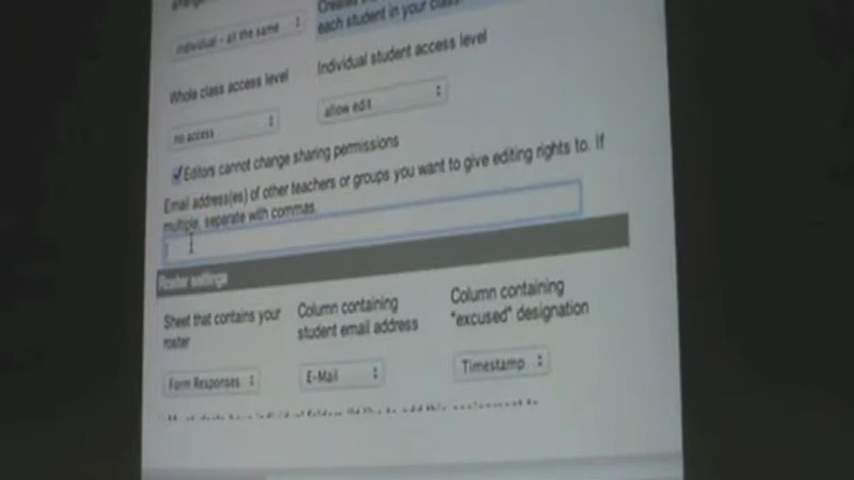 Creates
each student in your class
individual - all the same
Individual student access level
Whole class access level
allow edit
no access
Editors cannot change sharing permissions
Email address(es) of other teachers or groups you want to give editing rights to. If
multiple, separate with commas.
Roster settings
Sheet that contains your
roster
Column containing
student email address
Column containing
"excused" designation
Form Responses
E-Mail
Timestamp